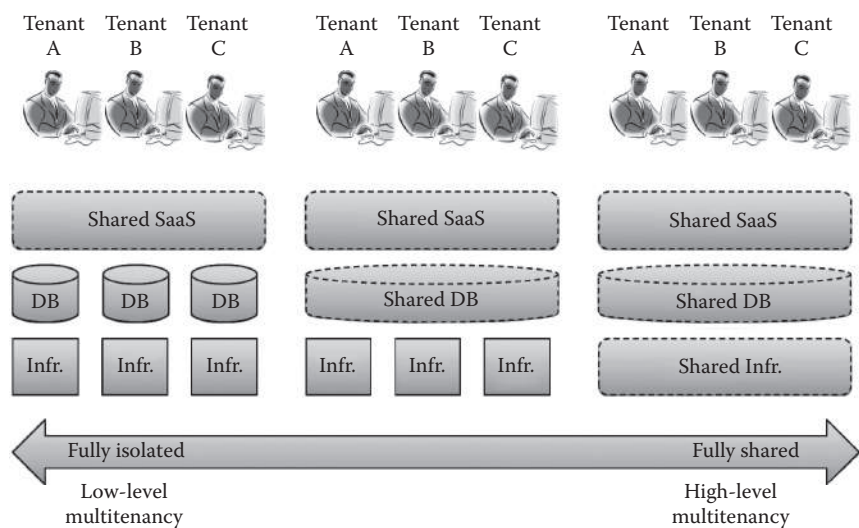 Tenant A
Tenant B
Tenant C
Tenant A
Tenant B
Tenant C
Tenant A
Tenant B
Tenant C
Shared SaaS
Shared SaaS
Shared SaaS
DB
DB
DB
Shared DB
Shared DB
Infr.
Infr.
Infr.
Infr.
Infr.
Infr.
Shared Infr.
Fully isolated
Fully shared
Low-level
multitenancy
High-level
multitenancy